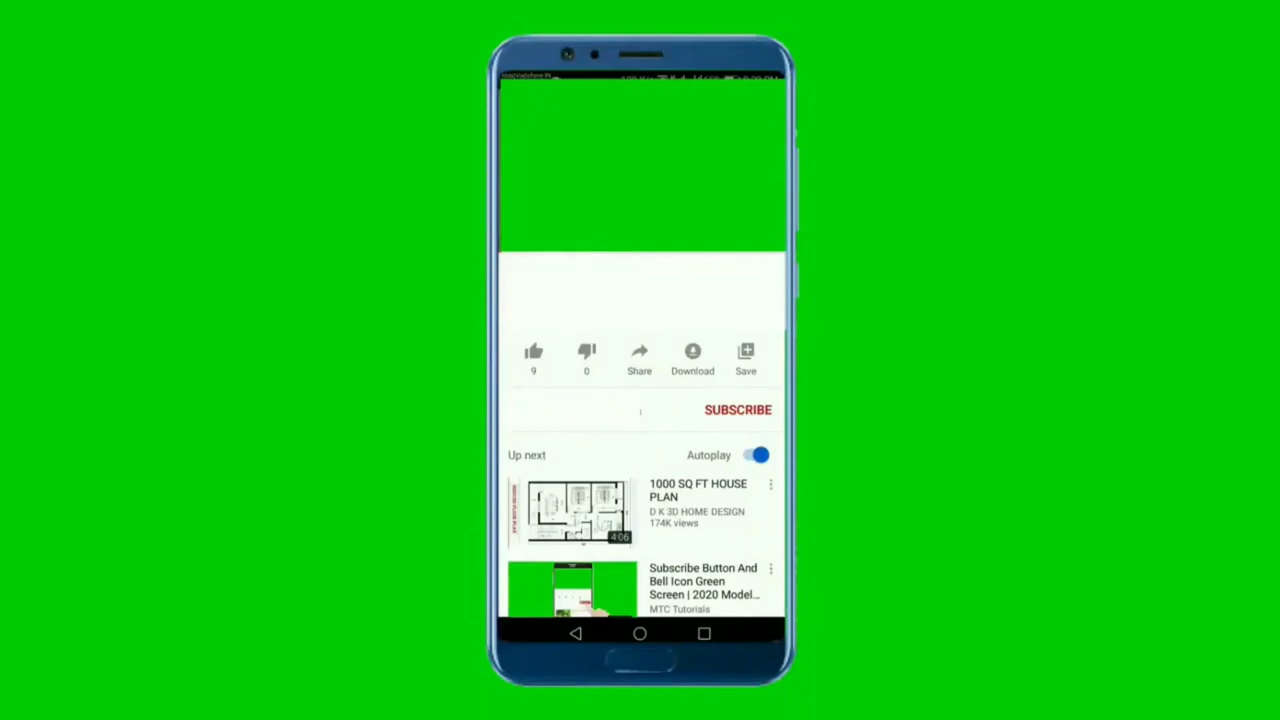 9
0
Share
Download
Save
SUBSCRIBE
Up next
Autoplay
1000 SQ FT HOUSE
PLAN
D K 3D HOME DESIGN
174K views
4:06
Subscribe Button And
Bell Icon Green
Screen | 2020 Model...
MTC Tutorials